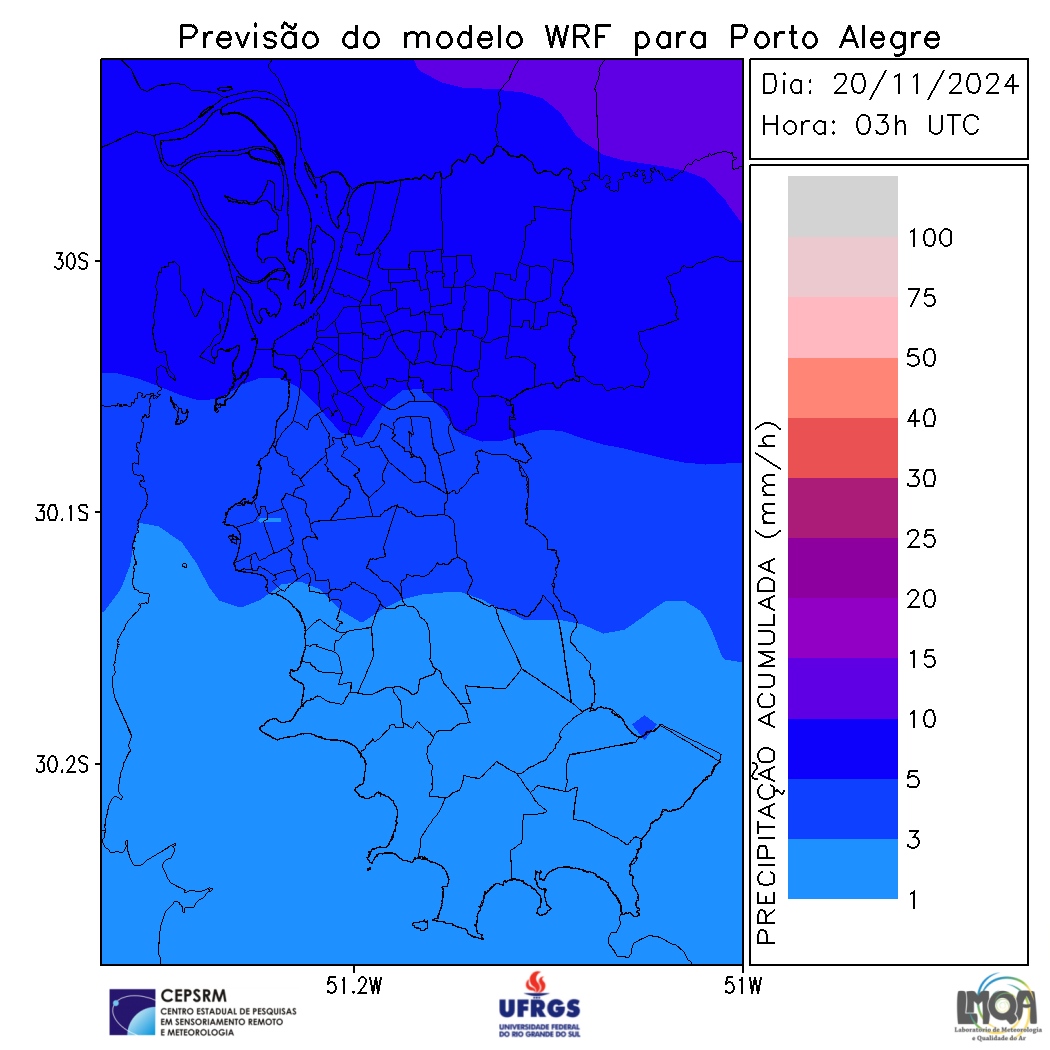 Previsão do modelo WRF para Porto Alegre
Dia: 20/11/2024
Hora: 03h UTC
30S
30.1S
30.2S
51.2W
51W
PRECIPITAÇÃO ACUMULADA (mm/h)
100
75
50
40
30
25
20
15
10
5
3
1
CEPSRM
CENTRO ESTADUAL DE PESQUISAS
EM SENSORIAMENTO REMOTO
E METEOROLOGIA
UFRGS
UNIVERSIDADE FEDERAL
DO RIO GRANDE DO SUL
LMQA
Laboratório de Meteorologia
e Qualidade do Ar